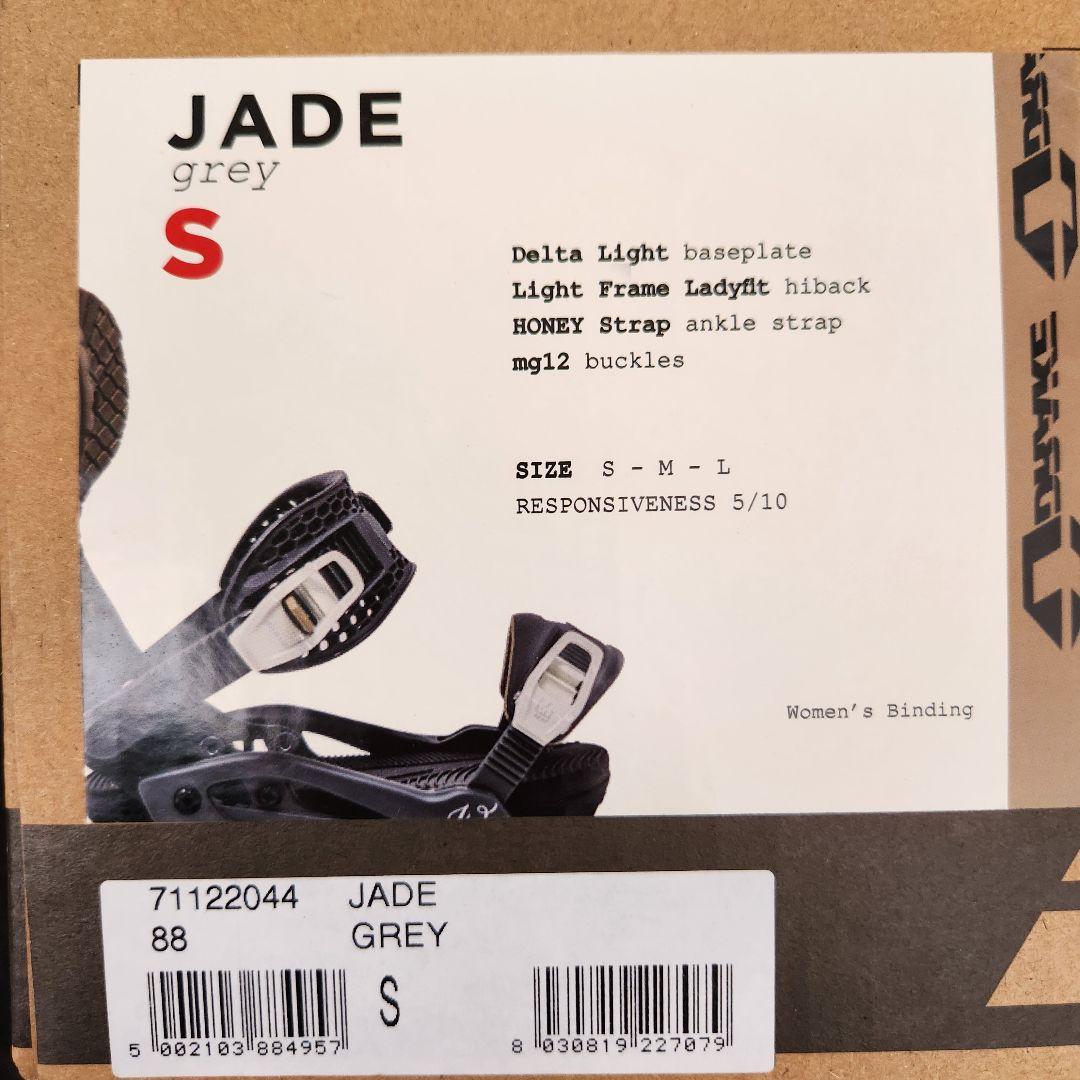 JADE
grey
S
Delta Light baseplate
Light Frame Ladyfit hiback
HONEY Strap ankle strap
mg12 buckles
SIZE S - M - L
RESPONSIVENESS 5/10
Women's Binding
DRAKE
71122044 JADE
88 GREY
S
5 002103 884957
8 030819 227079